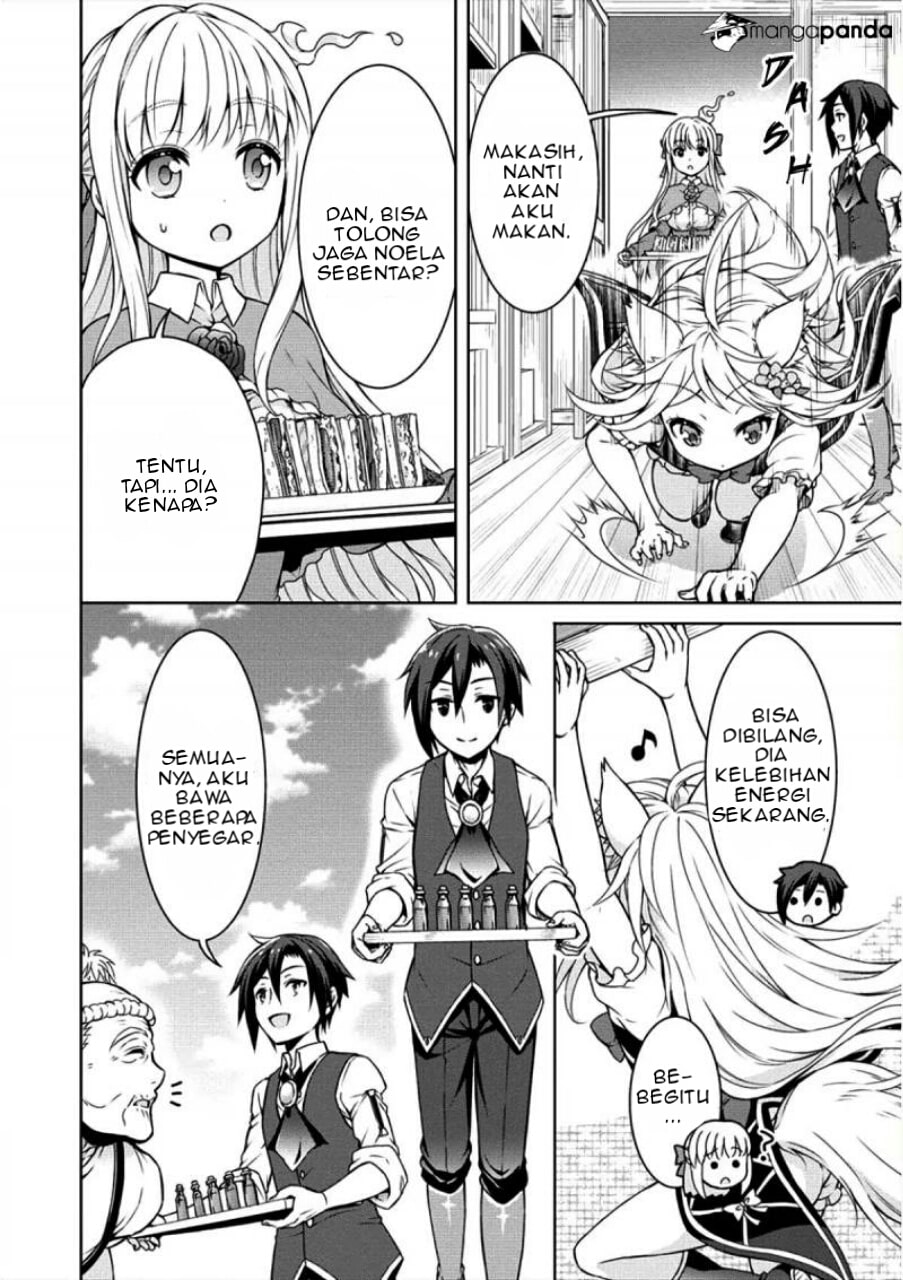 mangapanda
DASH
MAKASIH,
NANTI
AKAN
AKU
MAKAN.
DAN, BISA
TOLONG
JAGA NOELA
SEBENTAR?
TENTU,
TAPI... DIA
KENAPA?
BISA
DIBILANG,
DIA
KELEBIHAN
ENERGI
SEKARANG.
BE-
BEGITU
...
?
SEMUA-
NYA, AKU
BAWA
BEBERAPA
PENYEGAR.